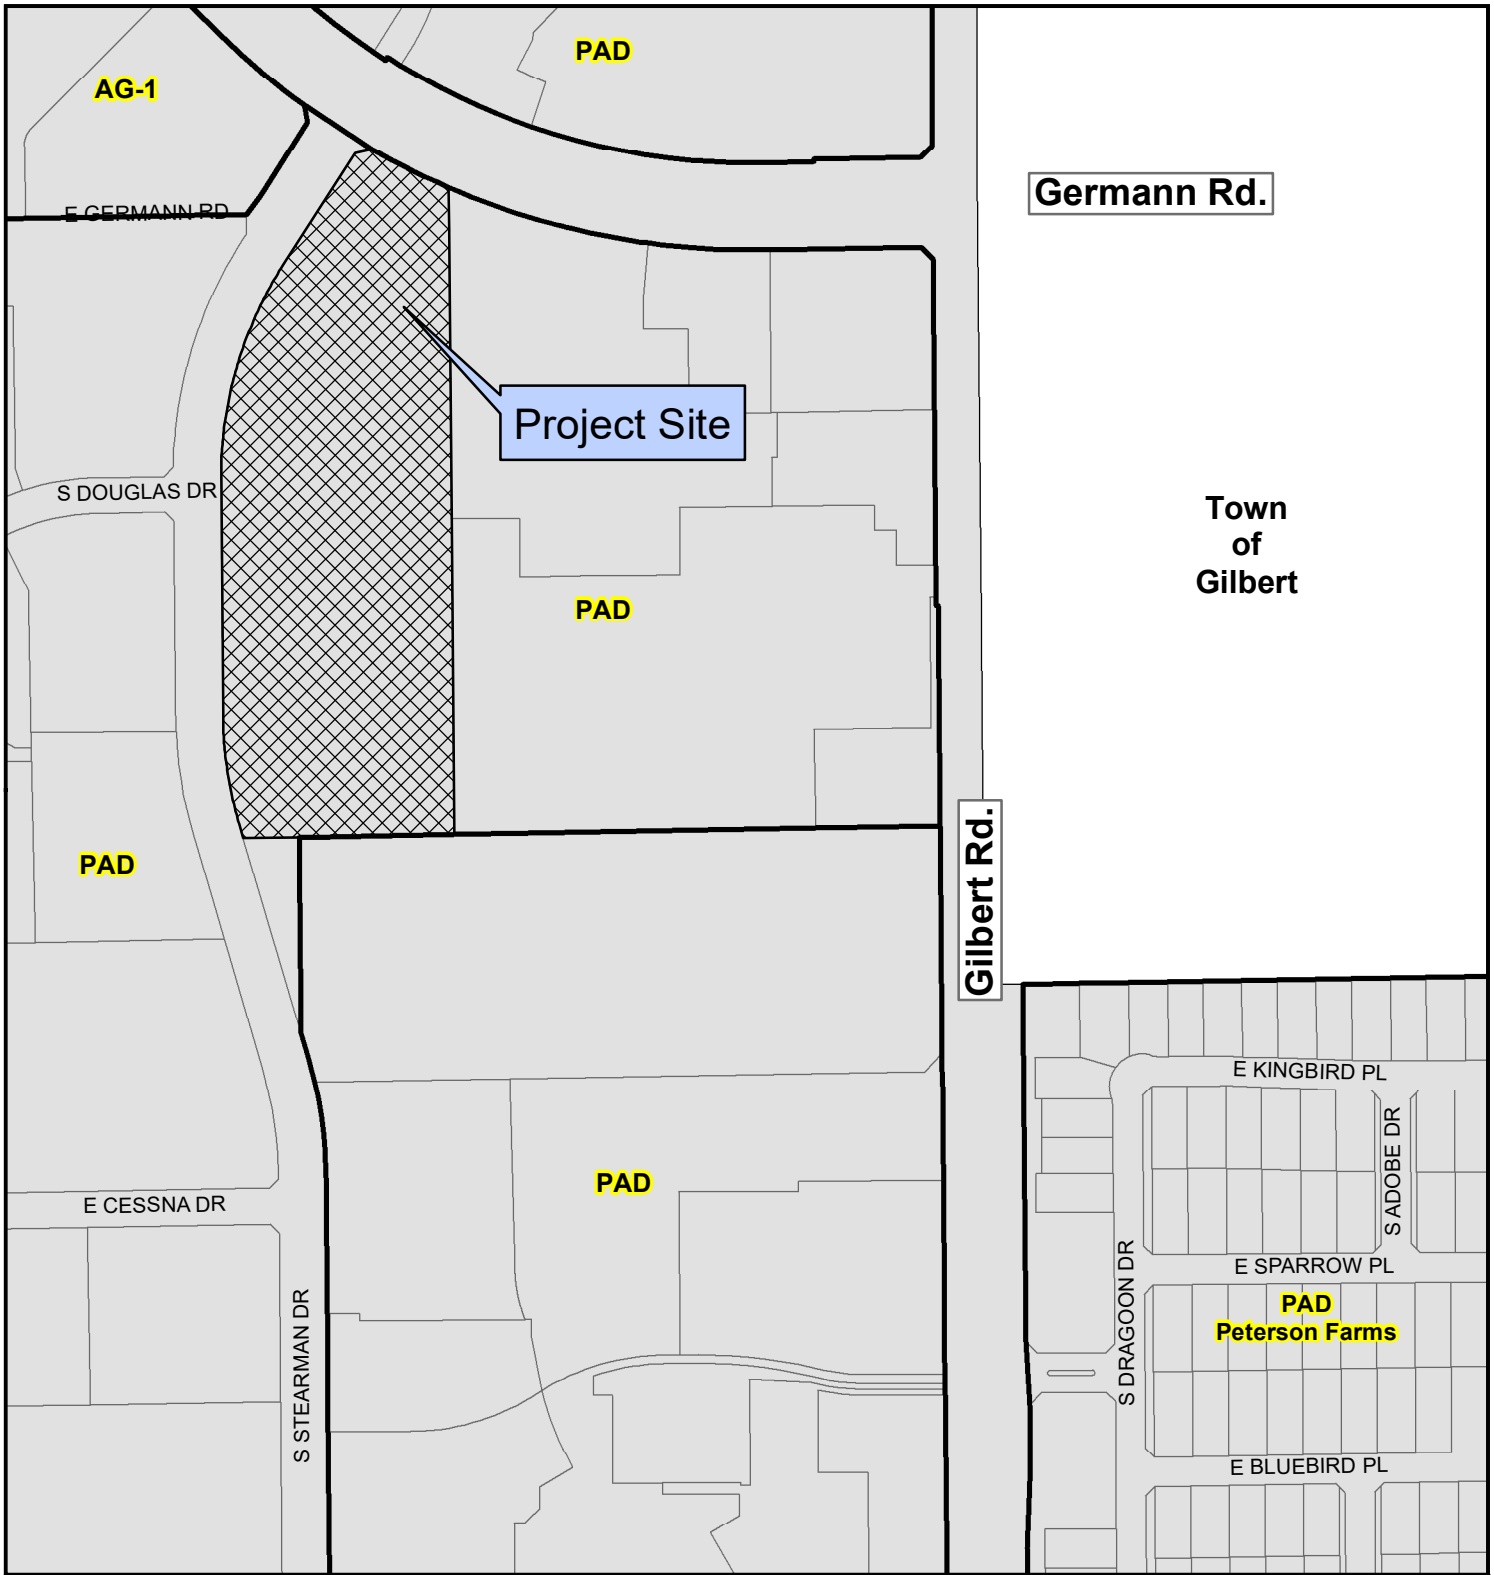 PAD
AG-1
Germann Rd.
E GERMANN RD
Project Site
S DOUGLAS DR
Town
of
Gilbert
PAD
PAD
Gilbert Rd.
E KINGBIRD PL
S ADOBE DR
PAD
E CESSNA DR
E SPARROW PL
S DRAGOON DR
PAD
Peterson Farms
S STEARMAN DR
E BLUEBIRD PL